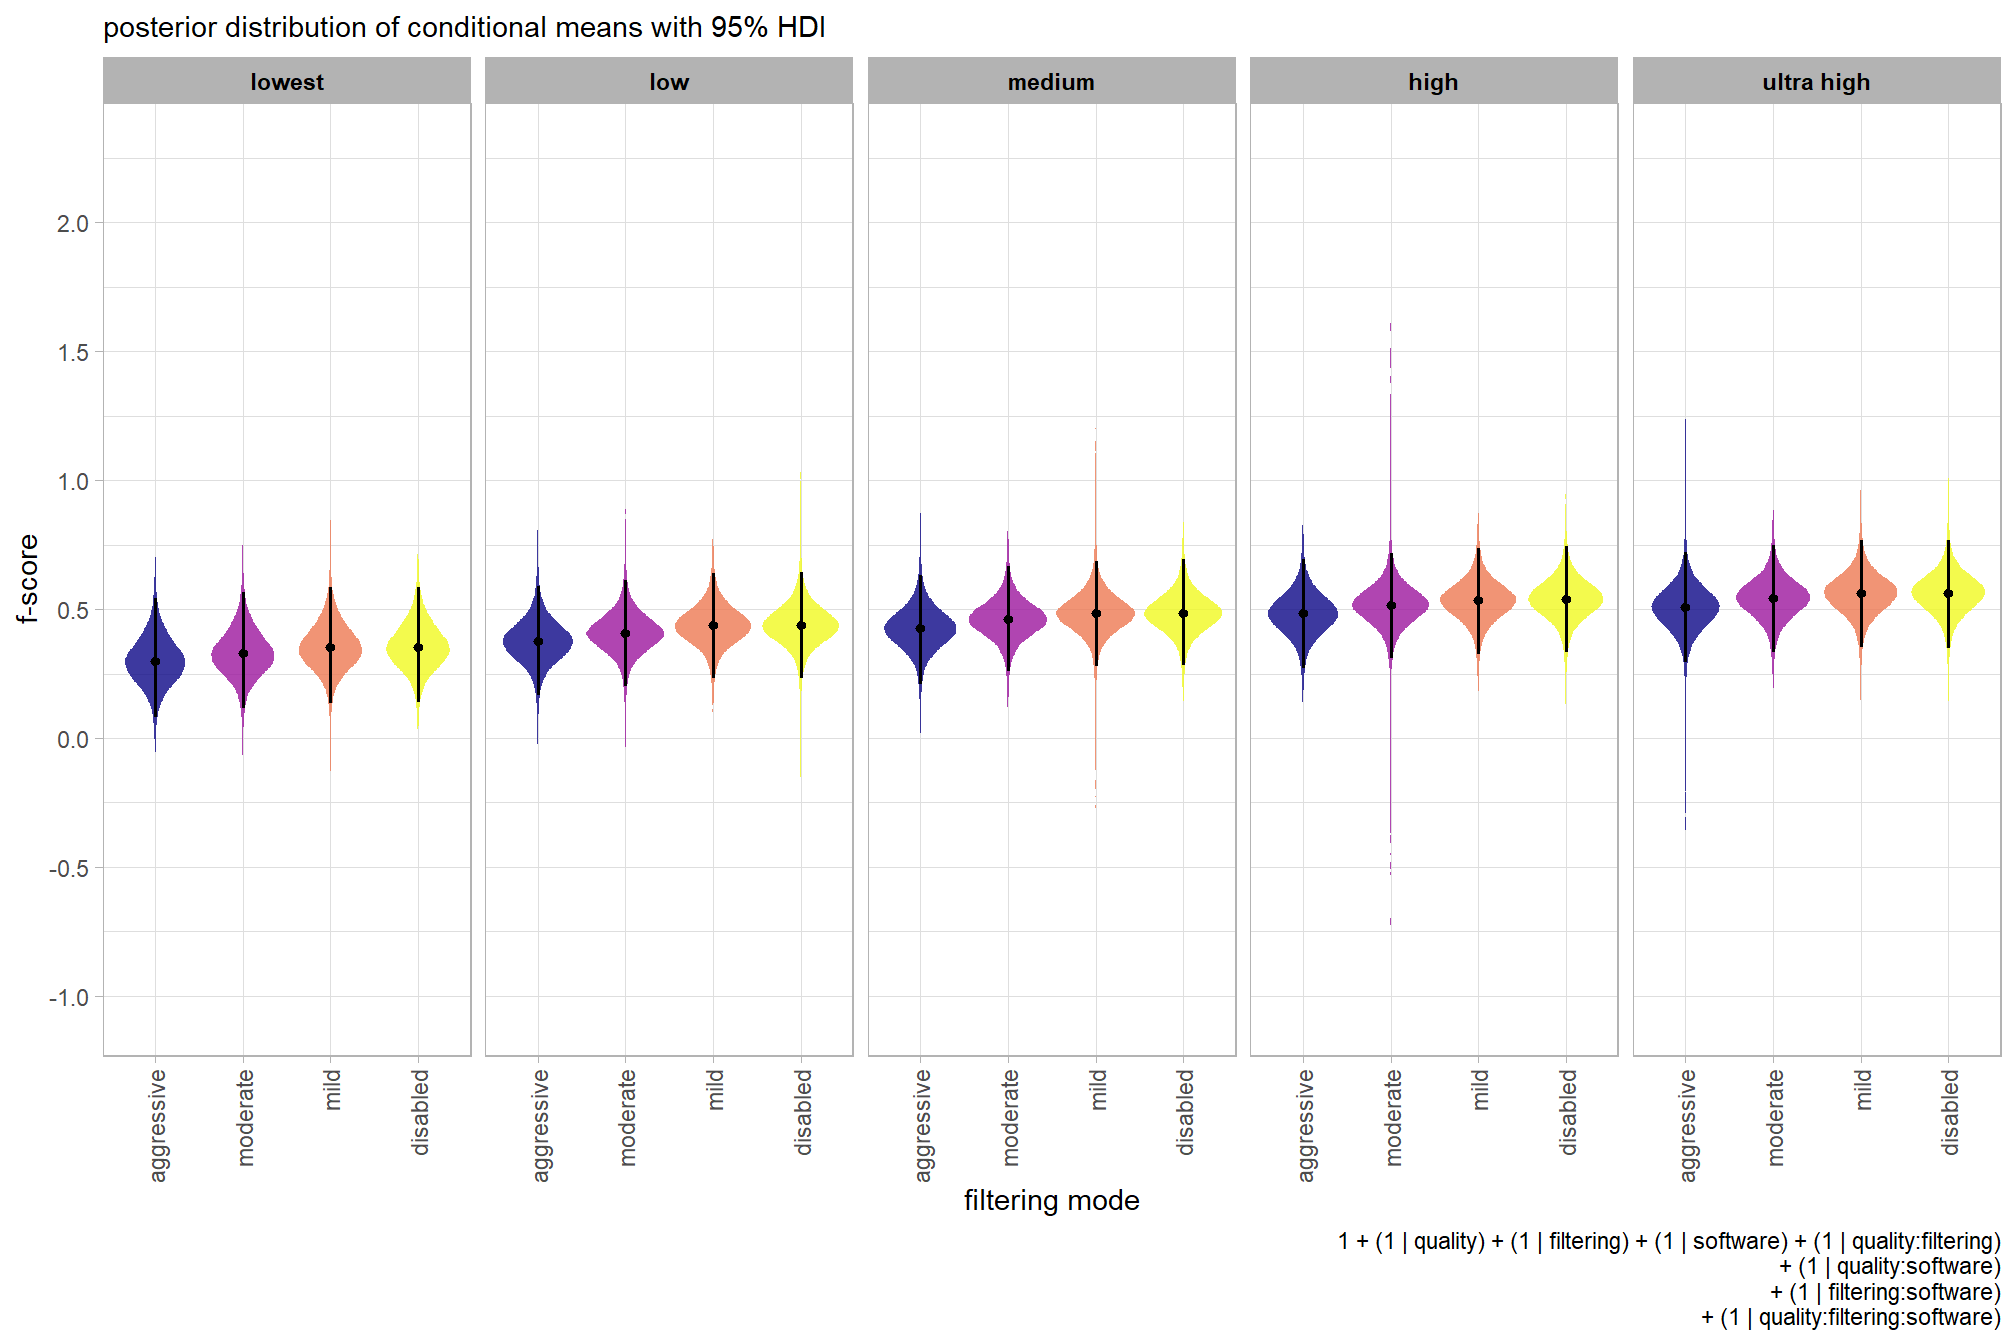 posterior distribution of conditional means with 95% HDI
lowest
low
medium
high
ultra high
f-score
2.0
1.5
1.0
0.5
0.0
-0.5
-1.0
aggressive
moderate
mild
disabled
aggressive
moderate
mild
disabled
aggressive
moderate
mild
disabled
aggressive
moderate
mild
disabled
aggressive
moderate
mild
disabled
filtering mode
1 + (1 | quality) + (1 | filtering) + (1 | software) + (1 | quality:filtering)
+ (1 | quality:software)
+ (1 | filtering:software)
+ (1 | quality:filtering:software)